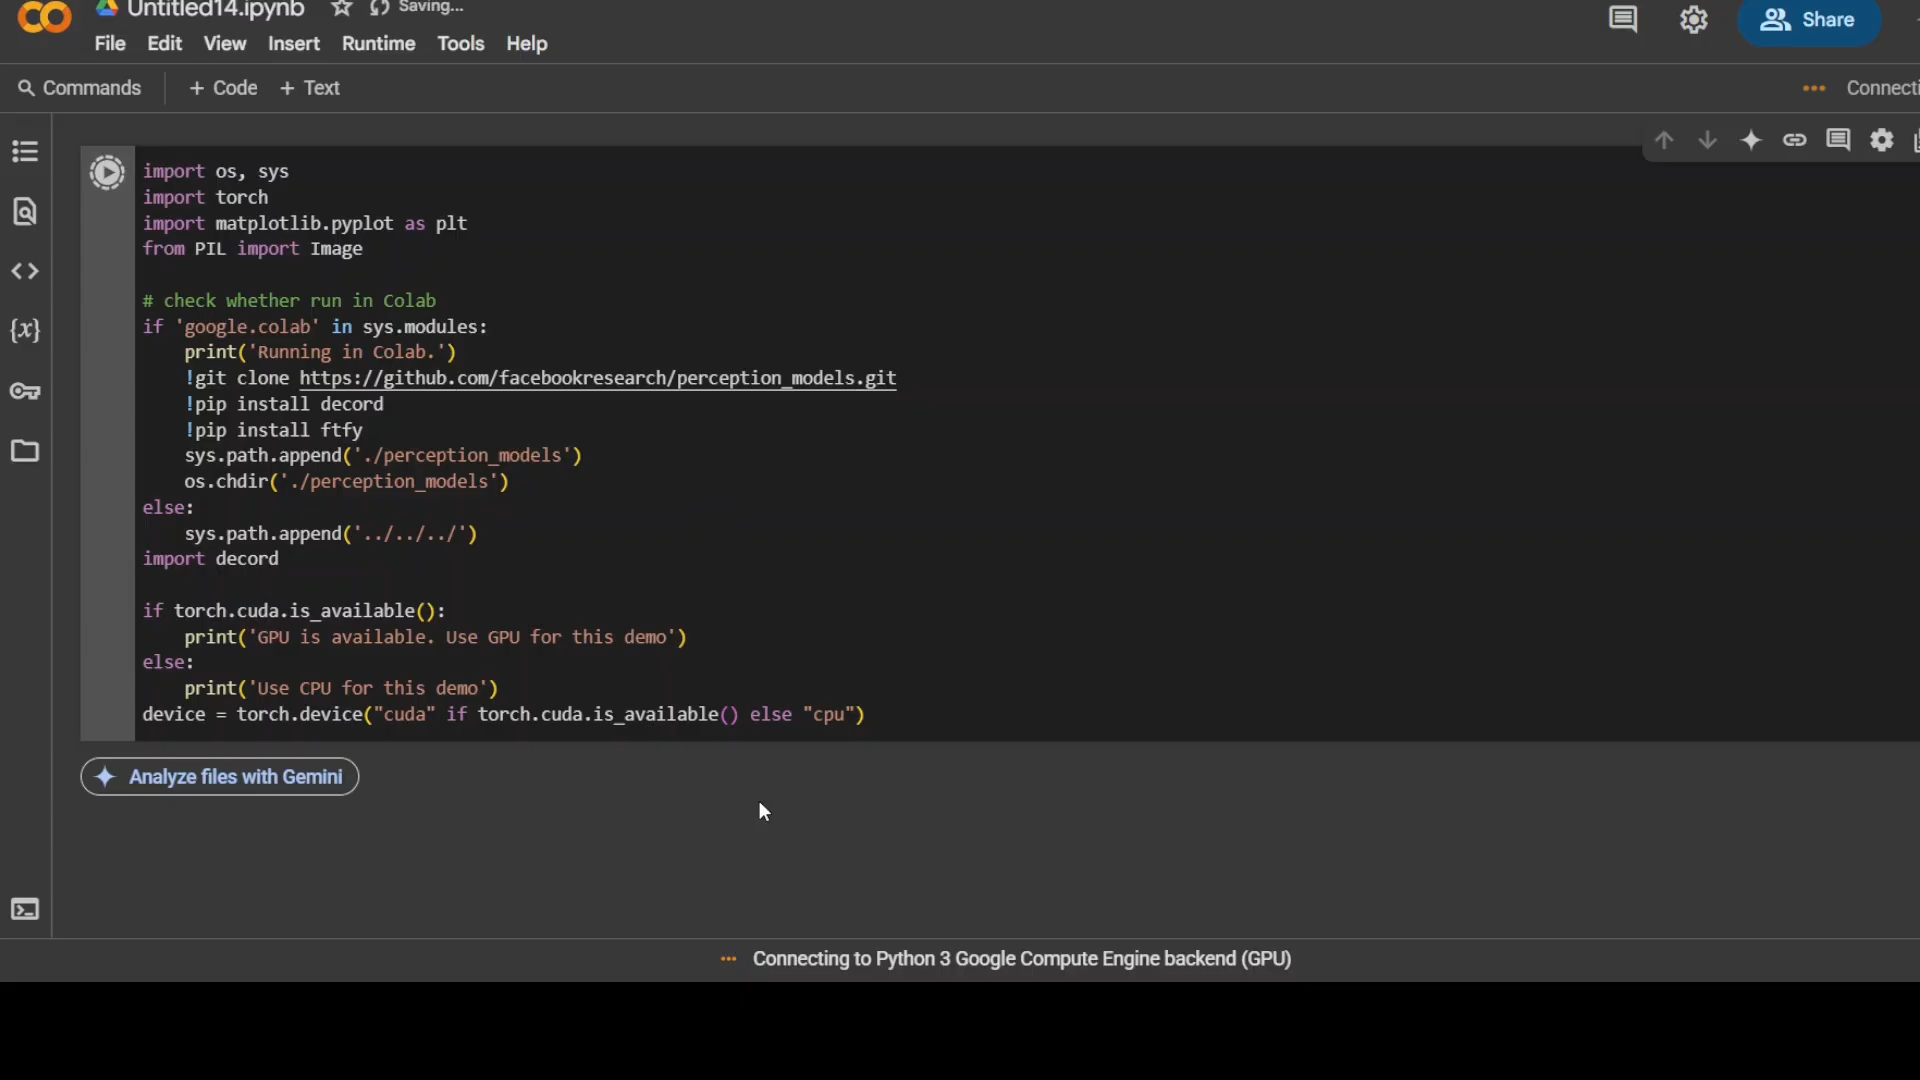 Untitled14.ipynb Saving...
File Edit View Insert Runtime Tools Help
Share
Commands + Code + Text
Connecti
import os, sys
import torch
import matplotlib.pyplot as plt
from PIL import Image
# check whether run in Colab
if 'google.colab' in sys.modules:
    print('Running in Colab.')
    !git clone https://github.com/facebookresearch/perception_models.git
    !pip install decord
    !pip install ftfy
    sys.path.append('./perception_models')
    os.chdir('./perception_models')
else:
    sys.path.append('../../../')
import decord
if torch.cuda.is_available():
    print('GPU is available. Use GPU for this demo')
else:
    print('Use CPU for this demo')
device = torch.device("cuda" if torch.cuda.is_available() else "cpu")
Analyze files with Gemini
Connecting to Python 3 Google Compute Engine backend (GPU)